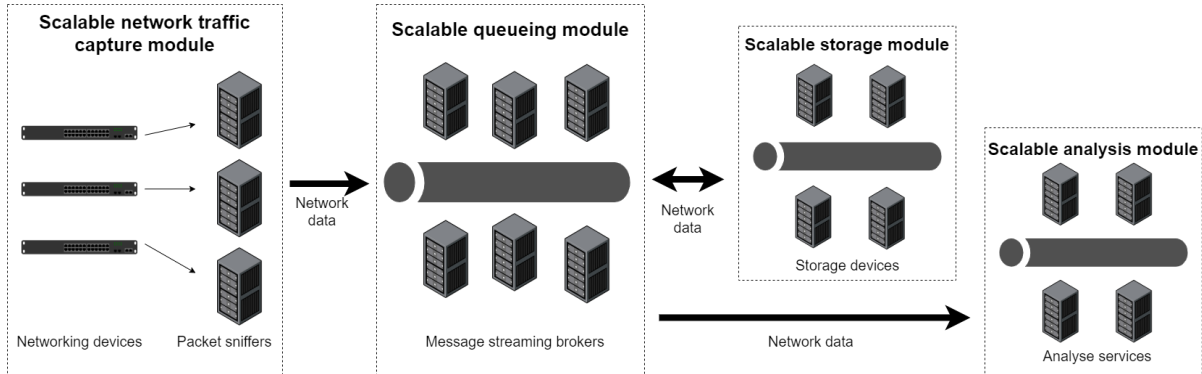 Scalable network traffic
capture module
Networking devices
Packet sniffers
Network
data
Scalable queueing module
Message streaming brokers
Network
data
Scalable storage module
Storage devices
Network data
Scalable analysis module
Analyse services